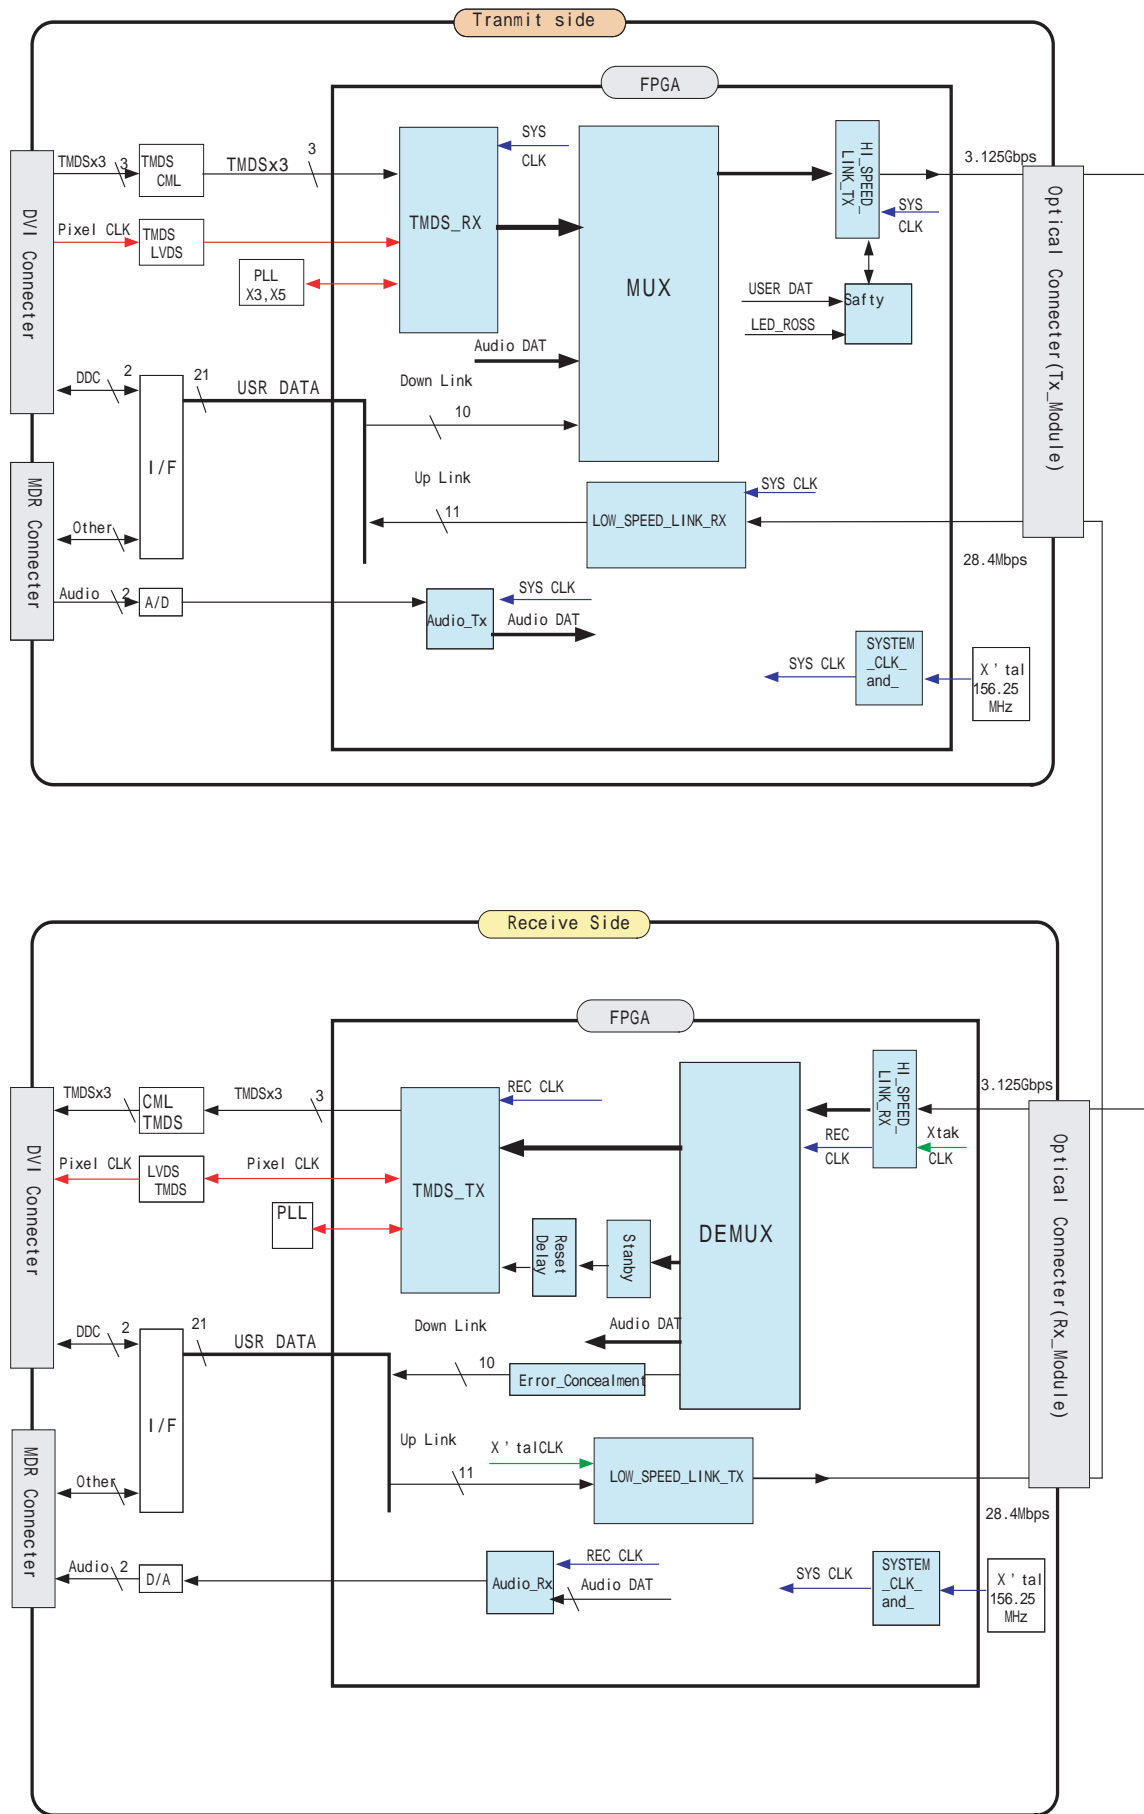 Tranmit side
FPGA
SYS
CLK
TMDSx3
3
TMDS
CML
TMDSx3
3
TMDS_RX
MUX
HI_SPEED_
LINK_TX
3.125Gbps
SYS
CLK
DVI Connecter
Pixel CLK
TMDS
LVDS
PLL
X3,X5
USER DAT
LED_ROSS
Safty
Optical Connecter(Tx_Module)
Audio DAT
DDC
2
21
USR DATA
Down Link
10
I/F
MDR Connecter
Up Link
11
LOW_SPEED_LINK_RX
SYS CLK
Other
28.4Mbps
Audio
2
A/D
Audio_Tx
SYS CLK
Audio DAT
SYS CLK
SYSTEM
_CLK_
and_
X'tal
156.25
MHz
Receive Side
FPGA
TMDSx3
CML
TMDS
TMDSx3
3
REC CLK
TMDS_TX
DEMUX
HI_SPEED_
LINK_RX
3.125Gbps
REC
CLK
Xtak
CLK
DVI Connecter
Pixel CLK
LVDS
TMDS
Pixel CLK
PLL
Reset
Delay
Stanby
Optical Connecter(Rx_Module)
Audio DAT
DDC
2
21
USR DATA
Down Link
10
Error_Concealment
I/F
MDR Connecter
Up Link
11
X'talCLK
LOW_SPEED_LINK_TX
Other
28.4Mbps
Audio
2
D/A
Audio_Rx
REC CLK
Audio DAT
SYS CLK
SYSTEM
_CLK_
and_
X'tal
156.25
MHz